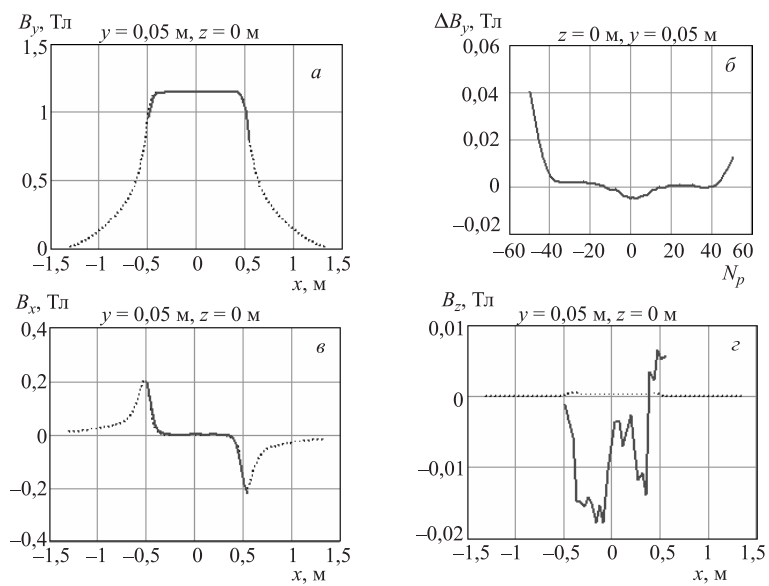 B_y, Тл
y = 0,05 м, z = 0 м
а
1,5
1
0,5
0
–1,5 –1 –0,5 0 0,5 1 1,5
x, м
ΔB_y, Тл
z = 0 м, y = 0,05 м
б
0,06
0,04
0,02
0
–0,02
–60 –40 –20 0 20 40 60
N_p
B_x, Тл
y = 0,05 м, z = 0 м
в
0,4
0,2
0
–0,2
–0,4
–1,5 –1 –0,5 0 0,5 1 1,5
x, м
B_z, Тл
y = 0,05 м, z = 0 м
г
0,01
0
–0,01
–0,02
–1,5 –1 –0,5 0 0,5 1 1,5
x, м